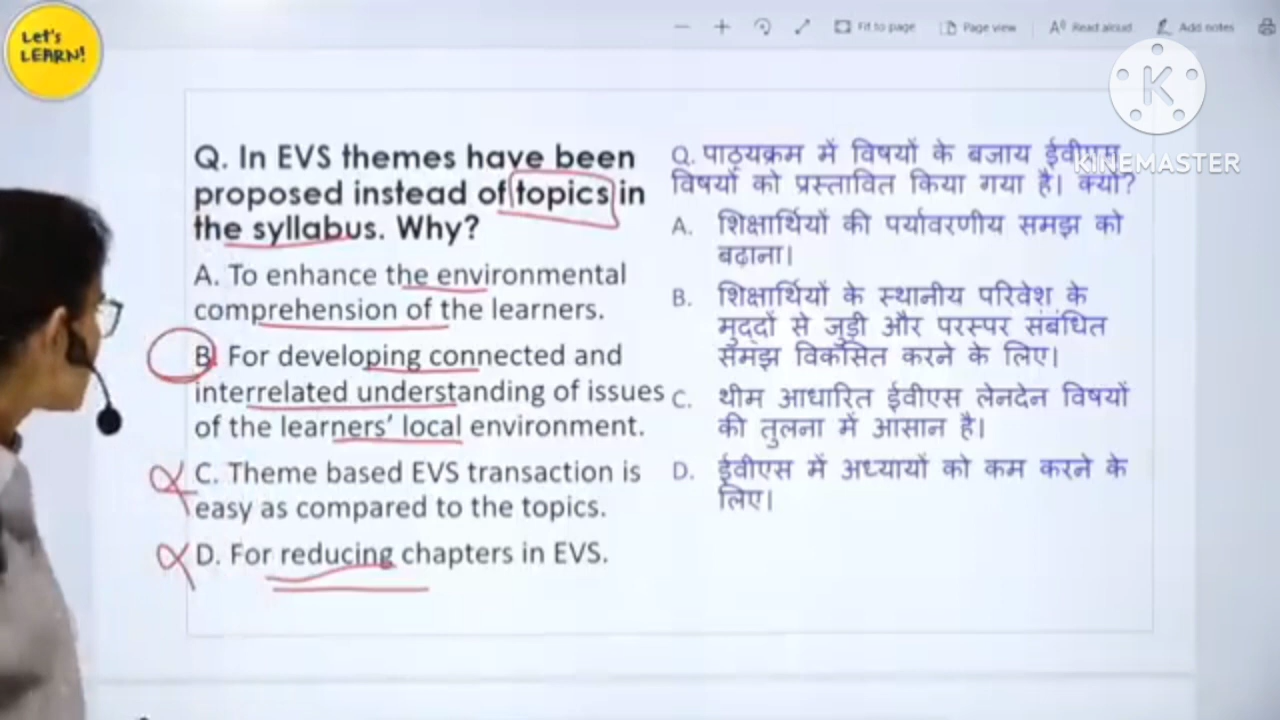 Let's
LEARN!
Fit to page
Page view
Read aloud
Add notes
K
KINEMASTER
Q. In EVS themes have been
proposed instead of topics in
the syllabus. Why?
A. To enhance the environmental
comprehension of the learners.
B. For developing connected and
interrelated understanding of issues
of the learners' local environment.
C. Theme based EVS transaction is
easy as compared to the topics.
D. For reducing chapters in EVS.
Q. पाठ्यक्रम में विषयों के बजाय ईवीएस
विषयों को प्रस्तावित किया गया है। क्यों?
A. शिक्षार्थियों की पर्यावरणीय समझ को
बढ़ाना।
B. शिक्षार्थियों के स्थानीय परिवेश के
मुद्दों से जुड़ी और परस्पर संबंधित
समझ विकसित करने के लिए।
C. थीम आधारित ईवीएस लेनदेन विषयों
की तुलना में आसान है।
D. ईवीएस में अध्यायों को कम करने के
लिए।